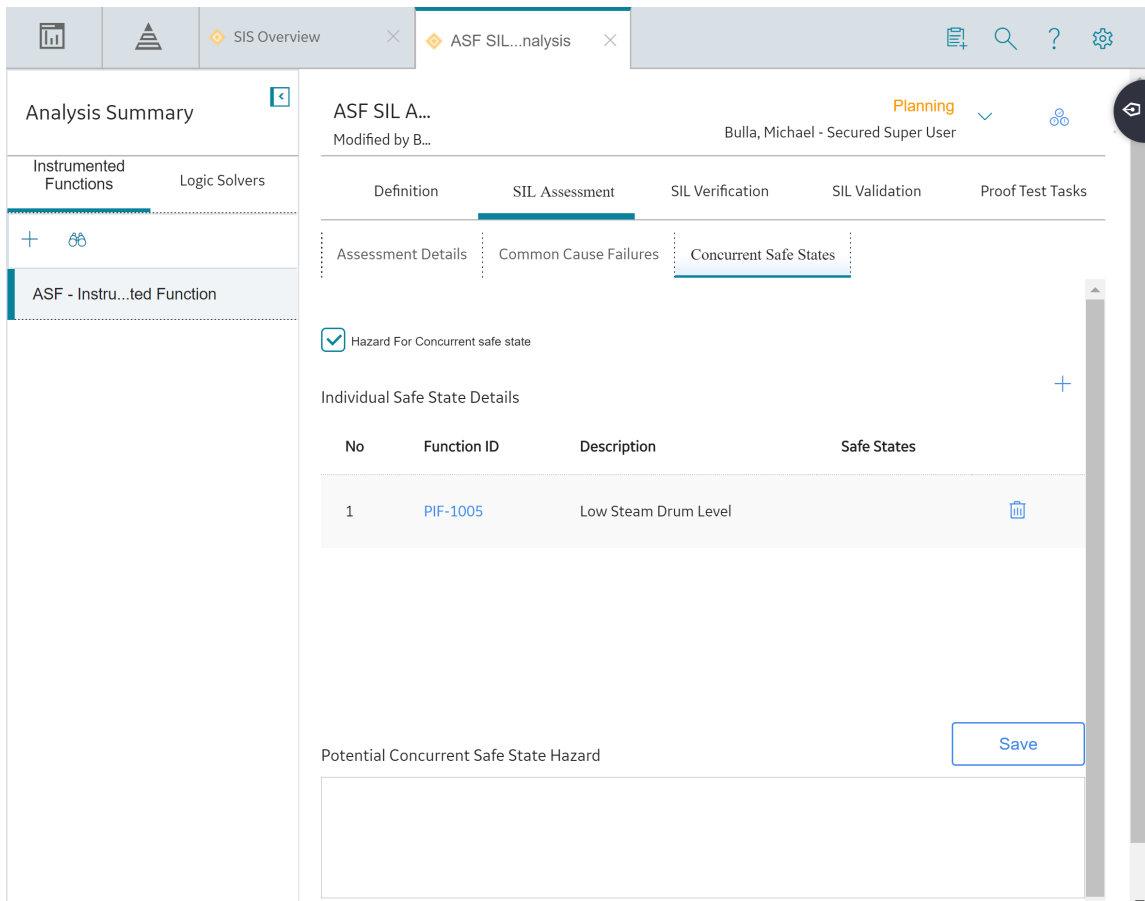 SIS Overview
ASF SIL...nalysis
Analysis Summary
Instrumented
Functions
Logic Solvers
ASF - Instru...ted Function
ASF SIL A...
Modified by B...
Planning
Bulla, Michael - Secured Super User
Definition
SIL Assessment
SIL Verification
SIL Validation
Proof Test Tasks
Assessment Details
Common Cause Failures
Concurrent Safe States
Hazard For Concurrent safe state
Individual Safe State Details
No Function ID Description Safe States
1 PIF-1005 Low Steam Drum Level
Potential Concurrent Safe State Hazard
Save